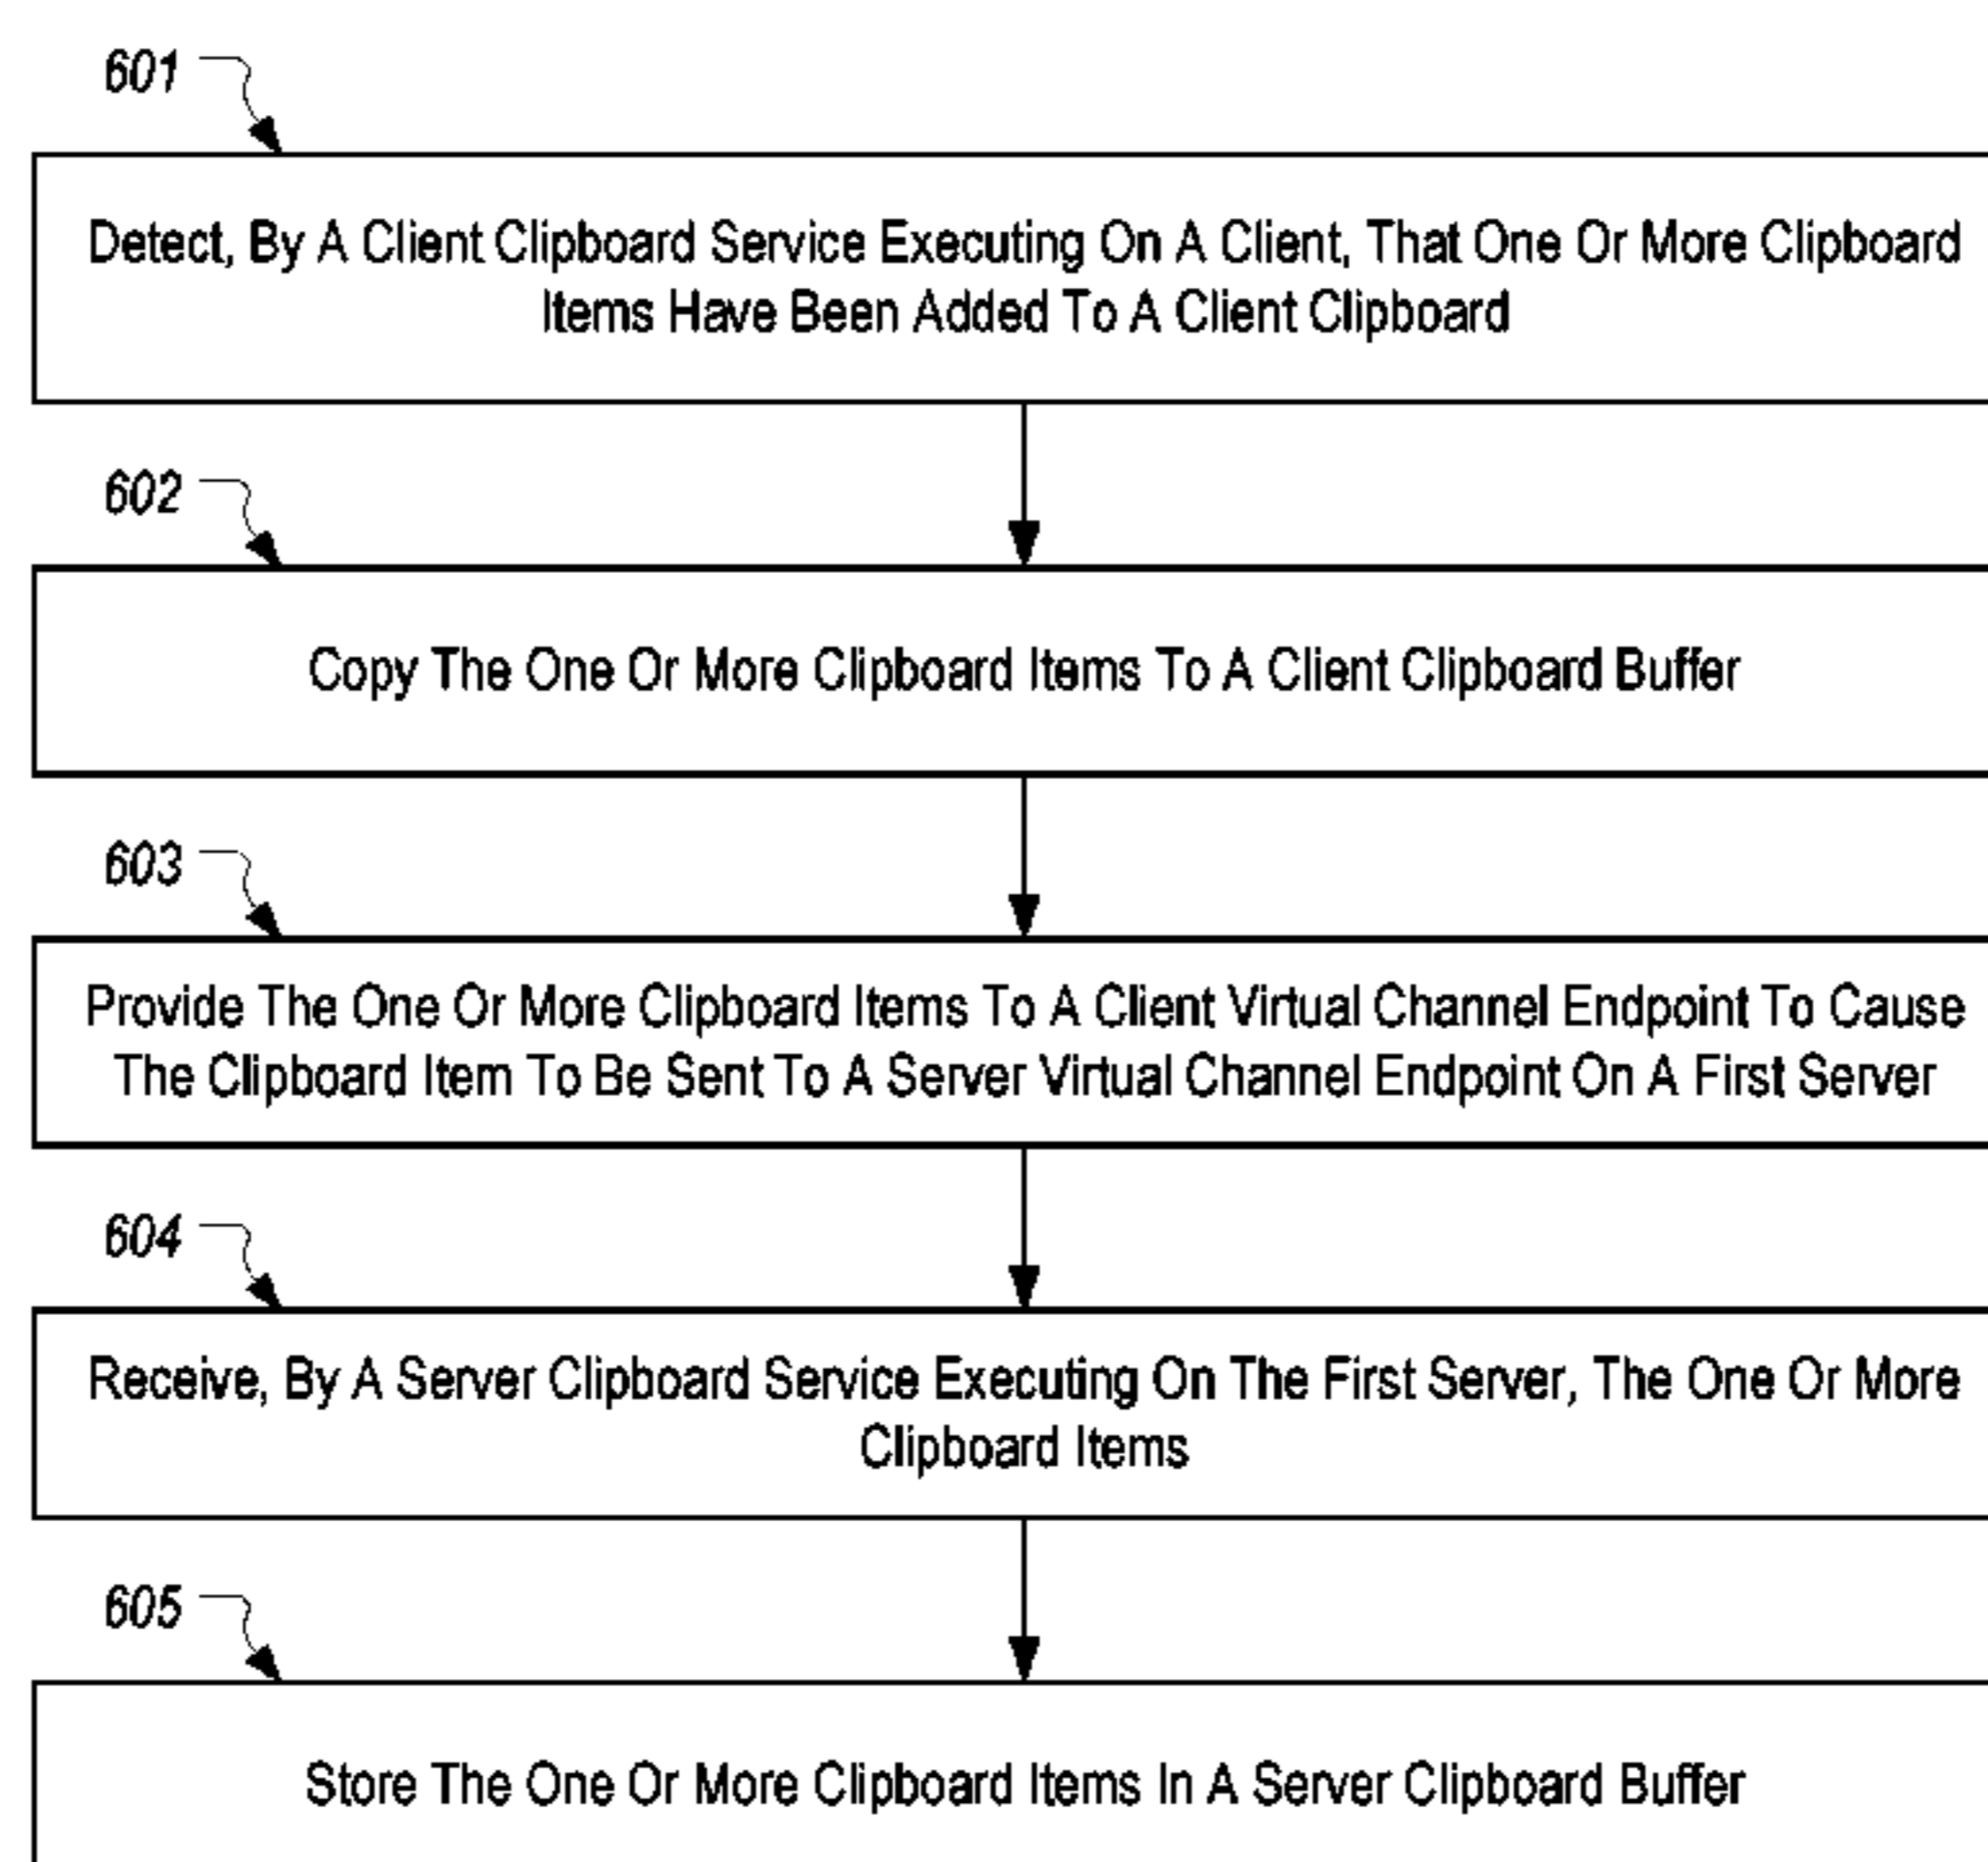 601
Detect, By A Client Clipboard Service Executing On A Client, That One Or More Clipboard
Items Have Been Added To A Client Clipboard
602
Copy The One Or More Clipboard Items To A Client Clipboard Buffer
603
Provide The One Or More Clipboard Items To A Client Virtual Channel Endpoint To Cause
The Clipboard Item To Be Sent To A Server Virtual Channel Endpoint On A First Server
604
Receive, By A Server Clipboard Service Executing On The First Server, The One Or More
Clipboard Items
605
Store The One Or More Clipboard Items In A Server Clipboard Buffer